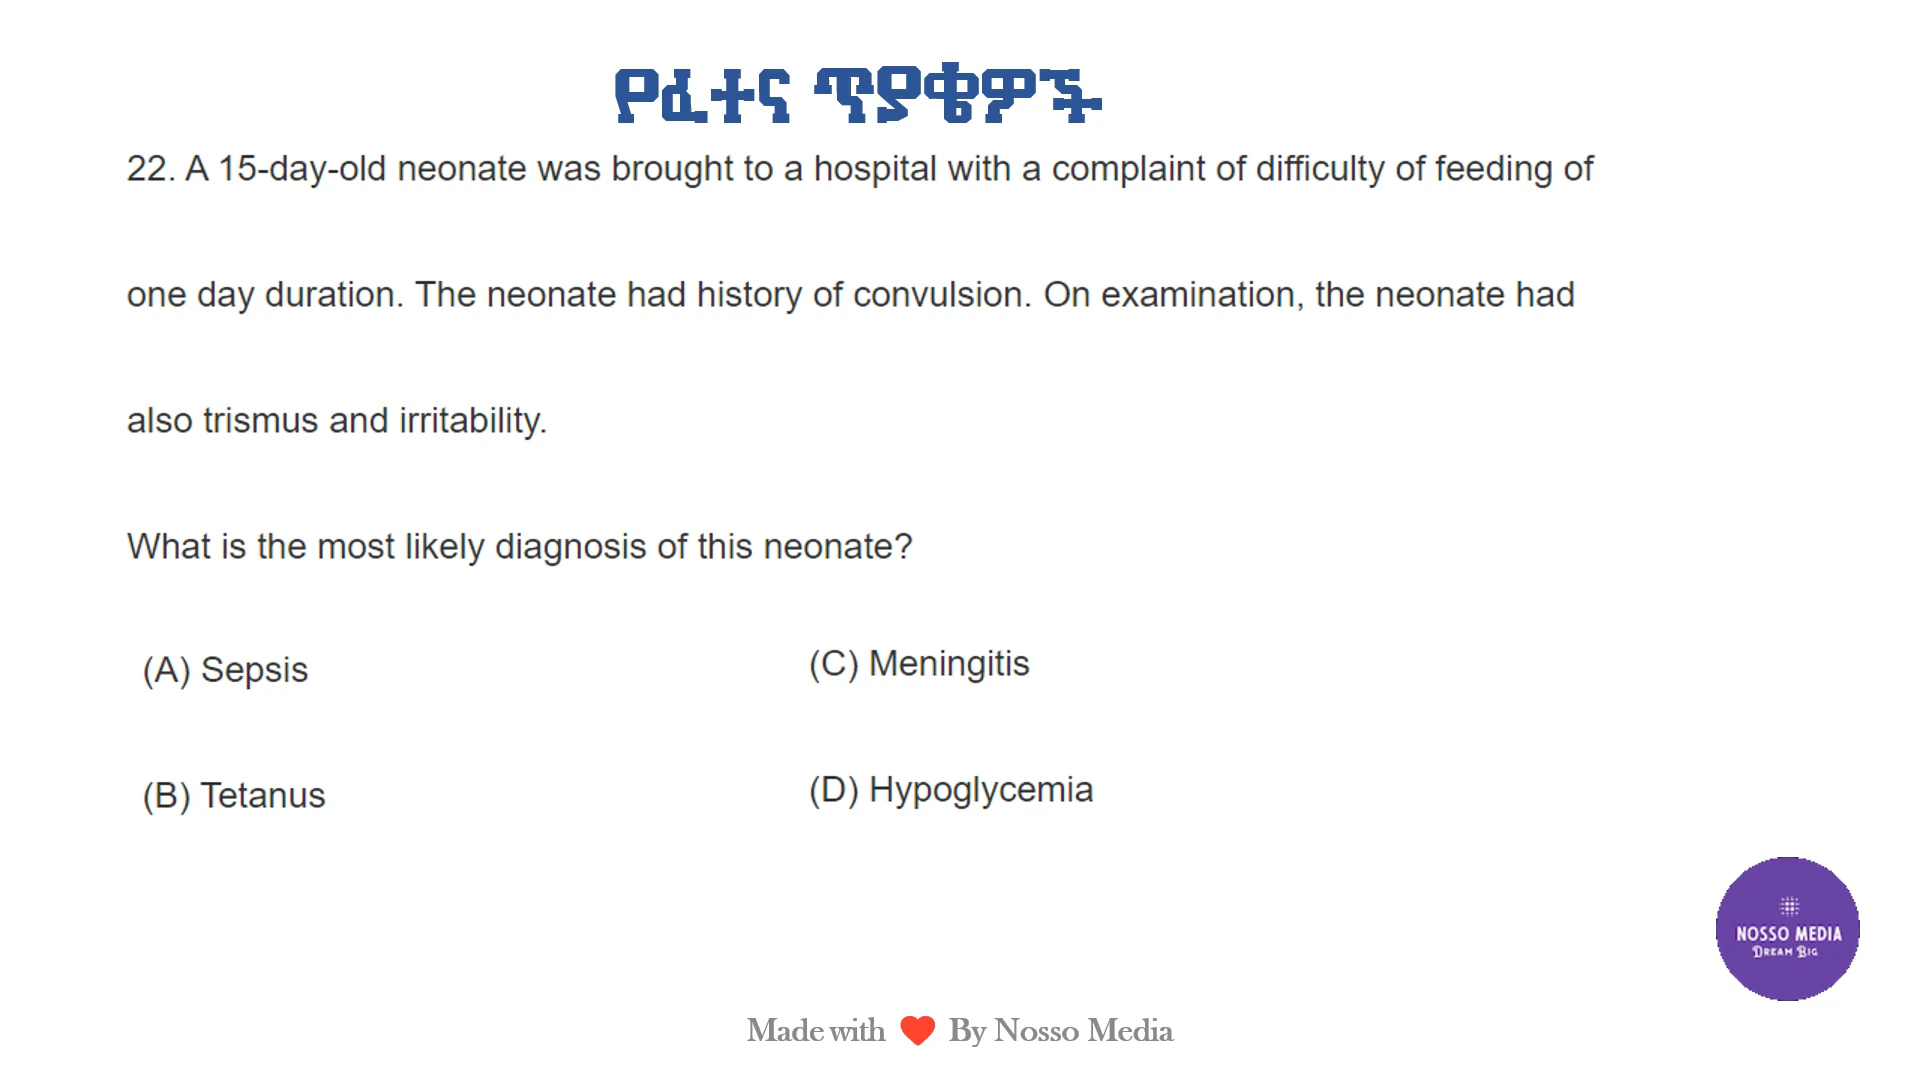 የፈተና ጥያቄዎች
22. A 15-day-old neonate was brought to a hospital with a complaint of difficulty of feeding of
one day duration. The neonate had history of convulsion. On examination, the neonate had
also trismus and irritability.
What is the most likely diagnosis of this neonate?
(A) Sepsis
(C) Meningitis
(B) Tetanus
(D) Hypoglycemia
NOSSO MEDIA
DREAM BIG
Made with ❤ By Nosso Media